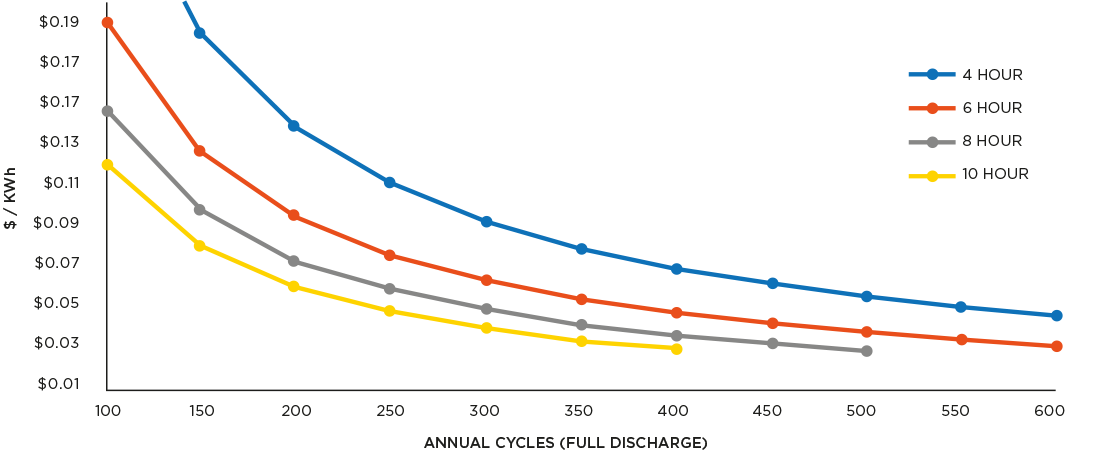 $0.19
$0.17
$0.17
$0.13
$0.11
$0.09
$0.07
$0.05
$0.03
$0.01
$ / KWh
4 HOUR
6 HOUR
8 HOUR
10 HOUR
100 150 200 250 300 350 400 450 500 550 600
ANNUAL CYCLES (FULL DISCHARGE)